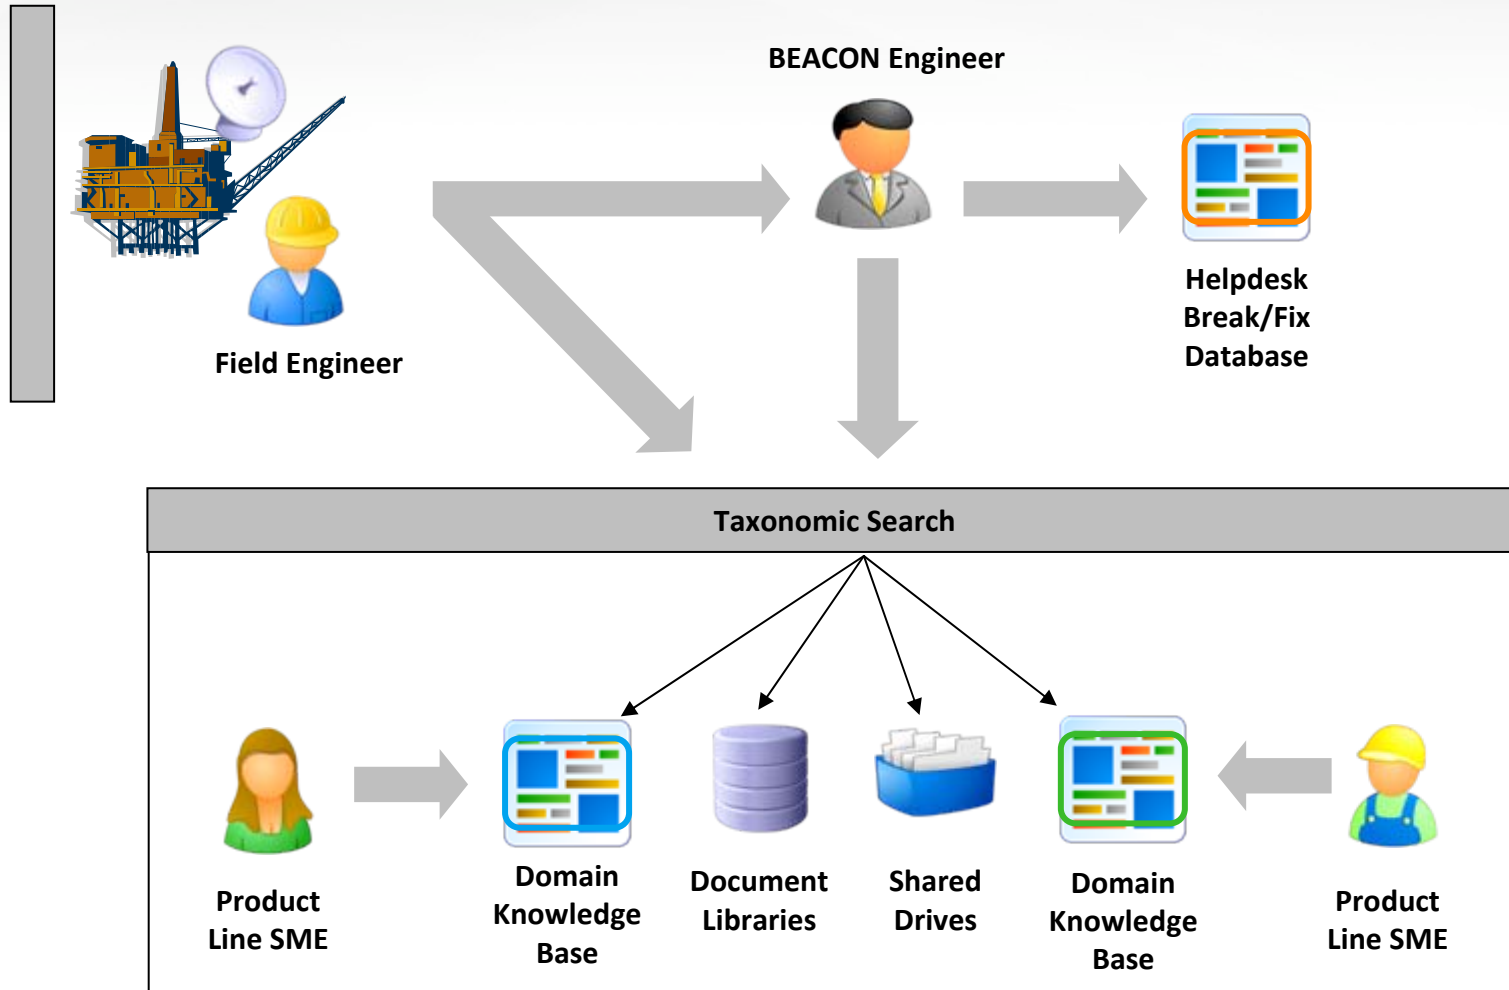 BEACON Engineer
Field Engineer
Helpdesk
Break/Fix
Database
Taxonomic Search
Product
Line SME
Domain
Knowledge
Base
Document
Libraries
Shared
Drives
Domain
Knowledge
Base
Product
Line SME